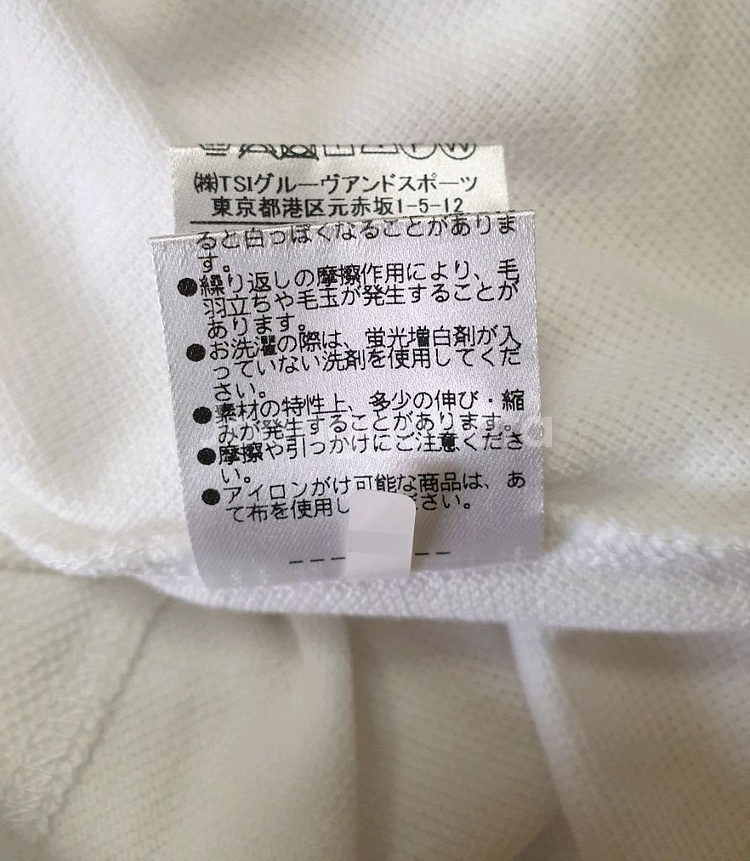 ㈱TSIグルーヴアンドスポーツ
東京都港区元赤坂1-5-12
ると白っぽくなることがありま
す。
●繰り返しの摩擦作用により、毛
羽立ちや毛玉が発生することが
あります。
●お洗濯の際は、蛍光増白剤が入
っていない洗剤を使用してくだ
さい。
●素材の特性上、多少の伸び・縮
みが発生することがあります。
●摩擦や引っかけにご注意くださ
い。
●アイロンがけ可能な商品は、あ
て布を使用し ださい。